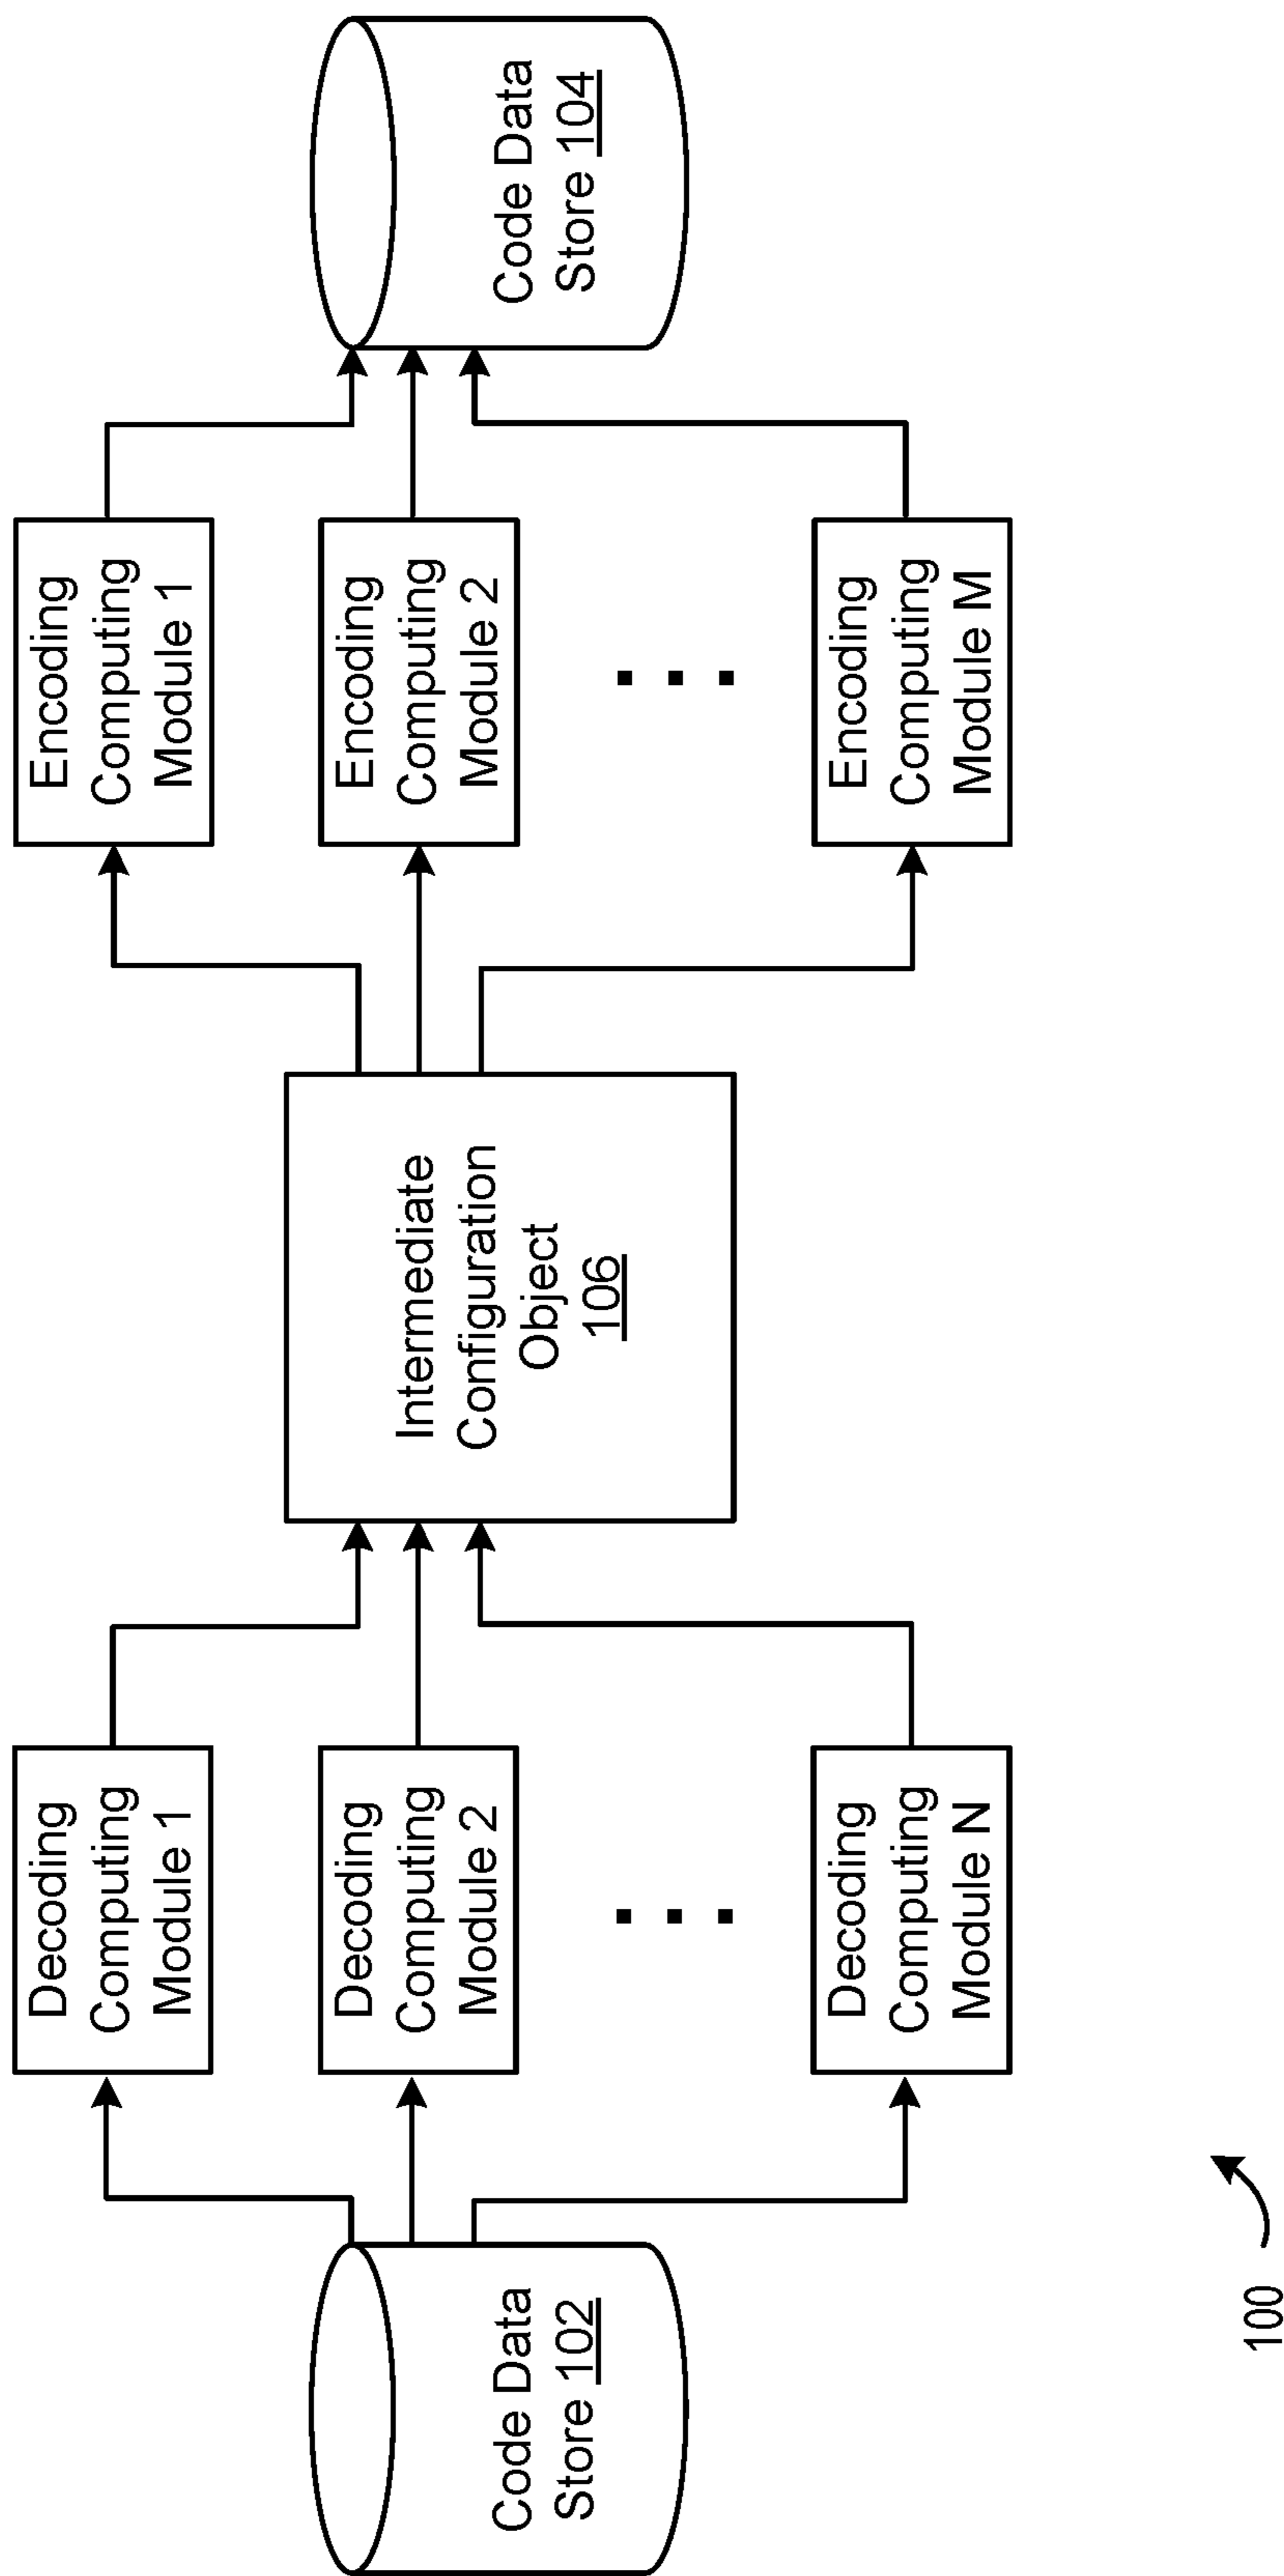 Code Data
Store 102
Decoding
Computing
Module 1
Decoding
Computing
Module 2
Decoding
Computing
Module N
Intermediate
Configuration
Object
106
Encoding
Computing
Module 1
Encoding
Computing
Module 2
Encoding
Computing
Module M
Code Data
Store 104
100